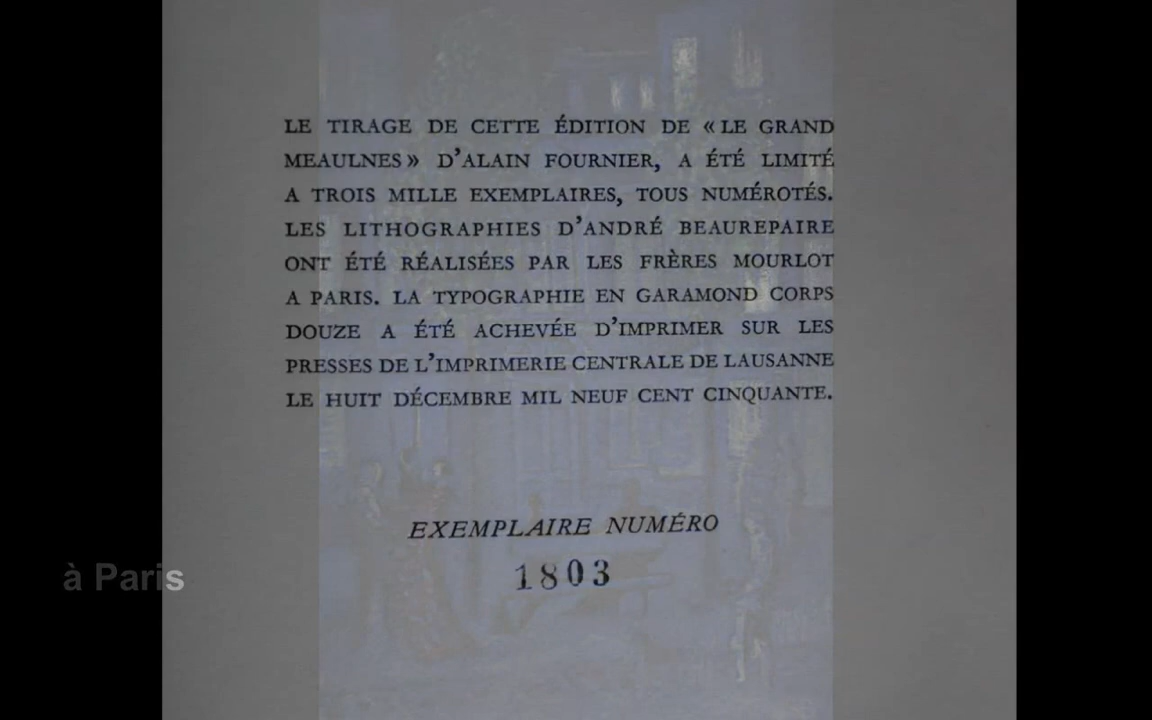 LE TIRAGE DE CETTE ÉDITION DE « LE GRAND
MEAULNES » D’ALAIN FOURNIER, A ÉTÉ LIMITÉ
A TROIS MILLE EXEMPLAIRES, TOUS NUMÉROTÉS.
LES LITHOGRAPHIES D’ANDRÉ BEAUREPAIRE
ONT ÉTÉ RÉALISÉES PAR LES FRÈRES MOURLOT
A PARIS. LA TYPOGRAPHIE EN GARAMOND CORPS
DOUZE A ÉTÉ ACHEVÉE D’IMPRIMER SUR LES
PRESSES DE L’IMPRIMERIE CENTRALE DE LAUSANNE
LE HUIT DÉCEMBRE MIL NEUF CENT CINQUANTE.
EXEMPLAIRE NUMÉRO
1803
à Paris